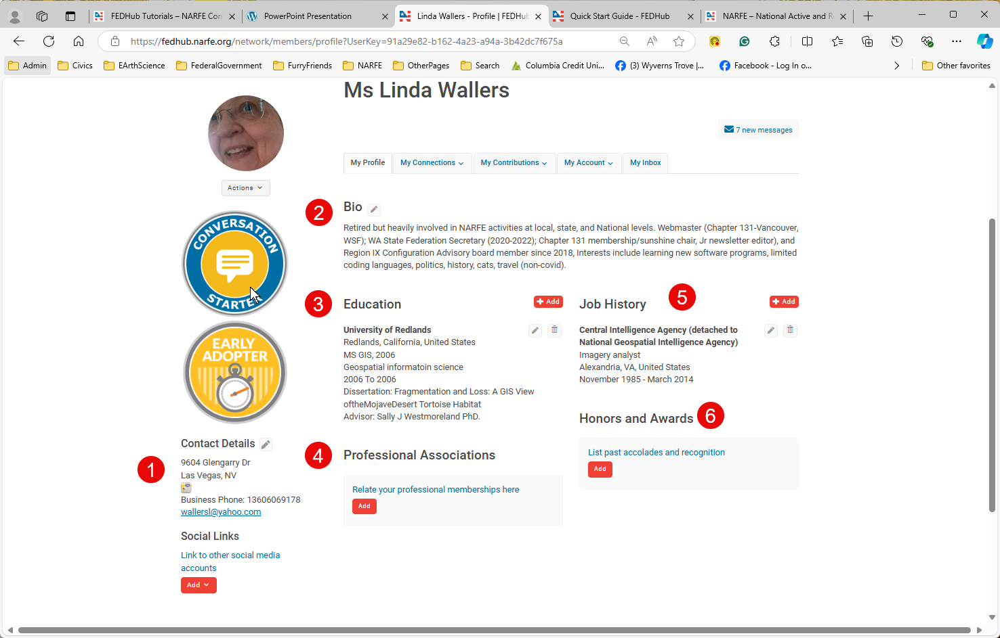 FEDHub Tutorials – NARFE Con
PowerPoint Presentation
Linda Wallers - Profile | FEDHub
Quick Start Guide - FEDHub
NARFE – National Active and R
https://fedhub.narfe.org/network/members/profile?UserKey=91a29e82-b162-4a23-a94a-3b42dc7f675a
Admin
Civics
EArthScience
FederalGovernment
FurryFriends
NARFE
OtherPages
Search
Columbia Credit Uni...
(3) Wyverns Trove |...
Facebook - Log In o...
Other favorites
Ms Linda Wallers
7 new messages
My Profile
My Connections
My Contributions
My Account
My Inbox
Actions
CONVERSATION
STARTER
EARLY
ADOPTER
1
Contact Details
9604 Glengarry Dr
Las Vegas, NV
Business Phone: 13606069178
wallersl@yahoo.com
Social Links
Link to other social media
accounts
Add
2
Bio
Retired but heavily involved in NARFE activities at local, state, and National levels. Webmaster (Chapter 131-Vancouver,
WSF); WA State Federation Secretary (2020-2022); Chapter 131 membership/sunshine chair, Jr newsletter editor), and
Region IX Configuration Advisory board member since 2018, Interests include learning new software programs, limited
coding languages, politics, history, cats, travel (non-covid).
3
Education
Add
University of Redlands
Redlands, California, United States
MS GIS, 2006
Geospatial informatoin science
2006 To 2006
Dissertation: Fragmentation and Loss: A GIS View
oftheMojaveDesert Tortoise Habitat
Advisor: Sally J Westmoreland PhD.
4
Professional Associations
Relate your professional memberships here
Add
Job History
5
Add
Central Intelligence Agency (detached to
National Geospatial Intelligence Agency)
Imagery analyst
Alexandria, VA, United States
November 1985 - March 2014
Honors and Awards
6
List past accolades and recognition
Add